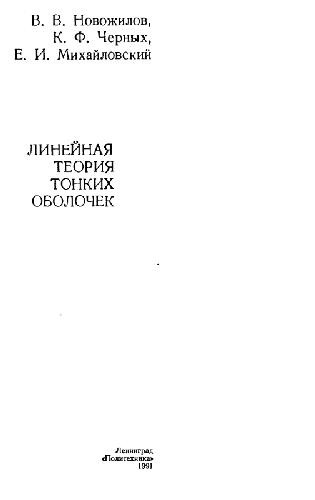 В. В. Новожилов,
К. Ф. Черных,
Е. И. Михайловский
ЛИНЕЙНАЯ
ТЕОРИЯ
ТОНКИХ
ОБОЛОЧЕК
Ленинград
«Политехника»
1991